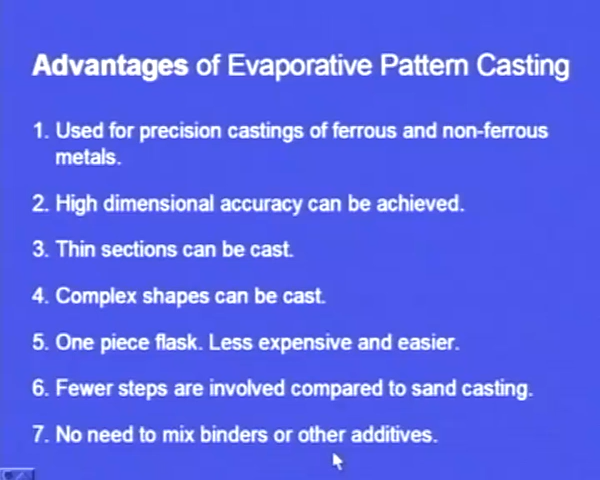 Advantages of Evaporative Pattern Casting
1. Used for precision castings of ferrous and non-ferrous
metals.
2. High dimensional accuracy can be achieved.
3. Thin sections can be cast.
4. Complex shapes can be cast.
5. One piece flask. Less expensive and easier.
6. Fewer steps are involved compared to sand casting.
7. No need to mix binders or other additives.